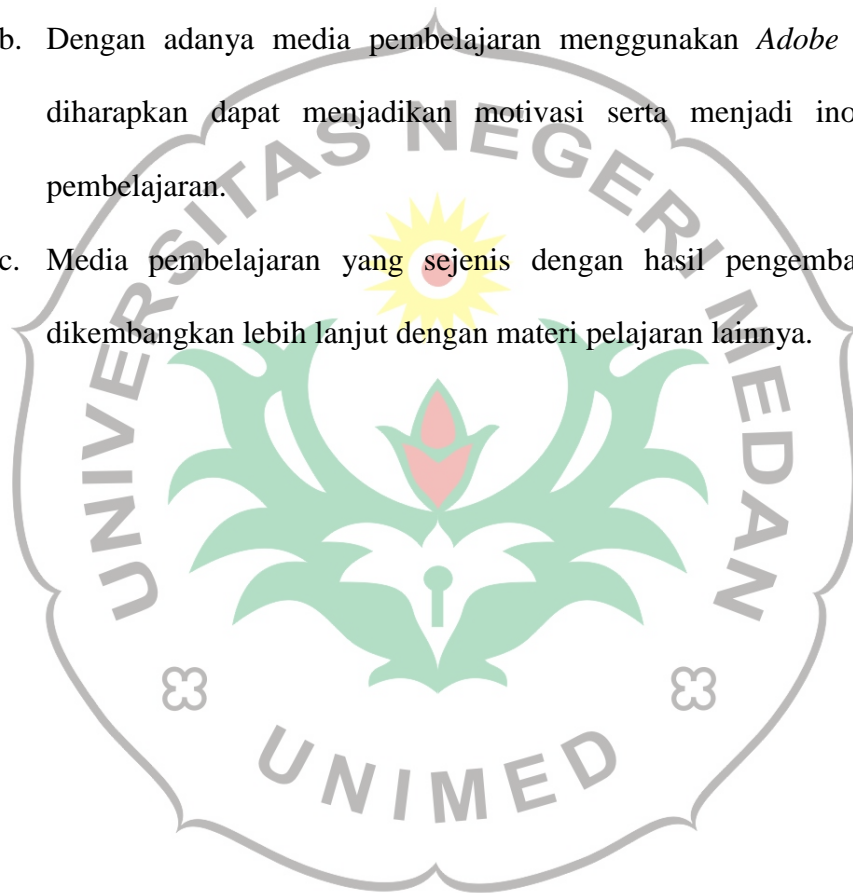 b. Dengan adanya media pembelajaran menggunakan Adobe
diharapkan dapat menjadikan motivasi serta menjadi ino
pembelajaran.
c. Media pembelajaran yang sejenis dengan hasil pengemba
dikembangkan lebih lanjut dengan materi pelajaran lainnya.
UNIVERSITAS NEGERI MEDAN
UNIMED